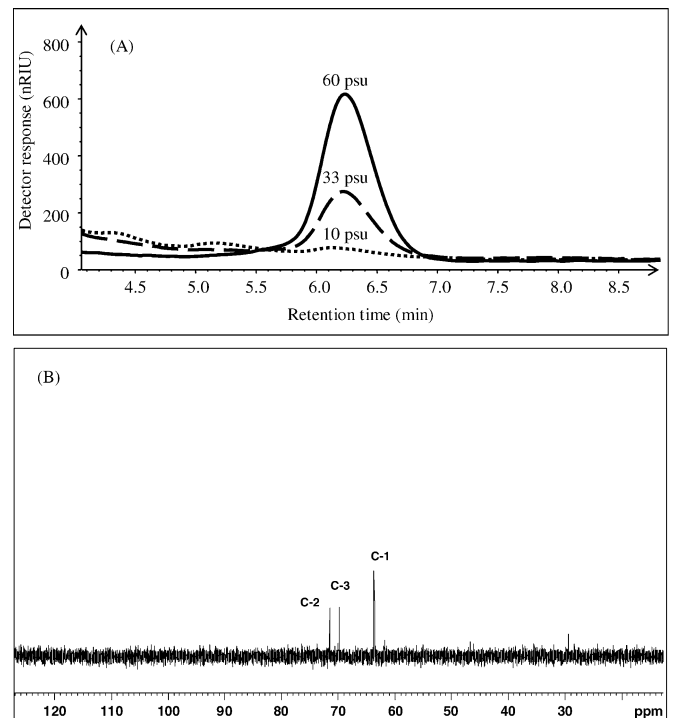 (A)
800
600
400
200
0
Detector response (nRIU)
60 psu
33 psu
10 psu
4.5 5.0 5.5 6.0 6.5 7.0 7.5 8.0 8.5
Retention time (min)
(B)
C-1
C-3
C-2
120 110 100 90 80 70 60 50 40 30 ppm